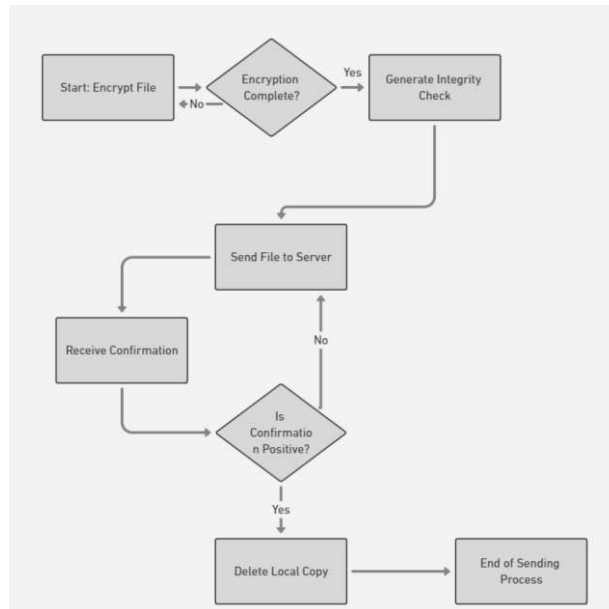 Start: Encrypt File
Encryption
Complete?
Yes
No
Generate Integrity
Check
Send File to Server
Receive Confirmation
No
Is
Confirmatio
n Positive?
Yes
Delete Local Copy
End of Sending
Process